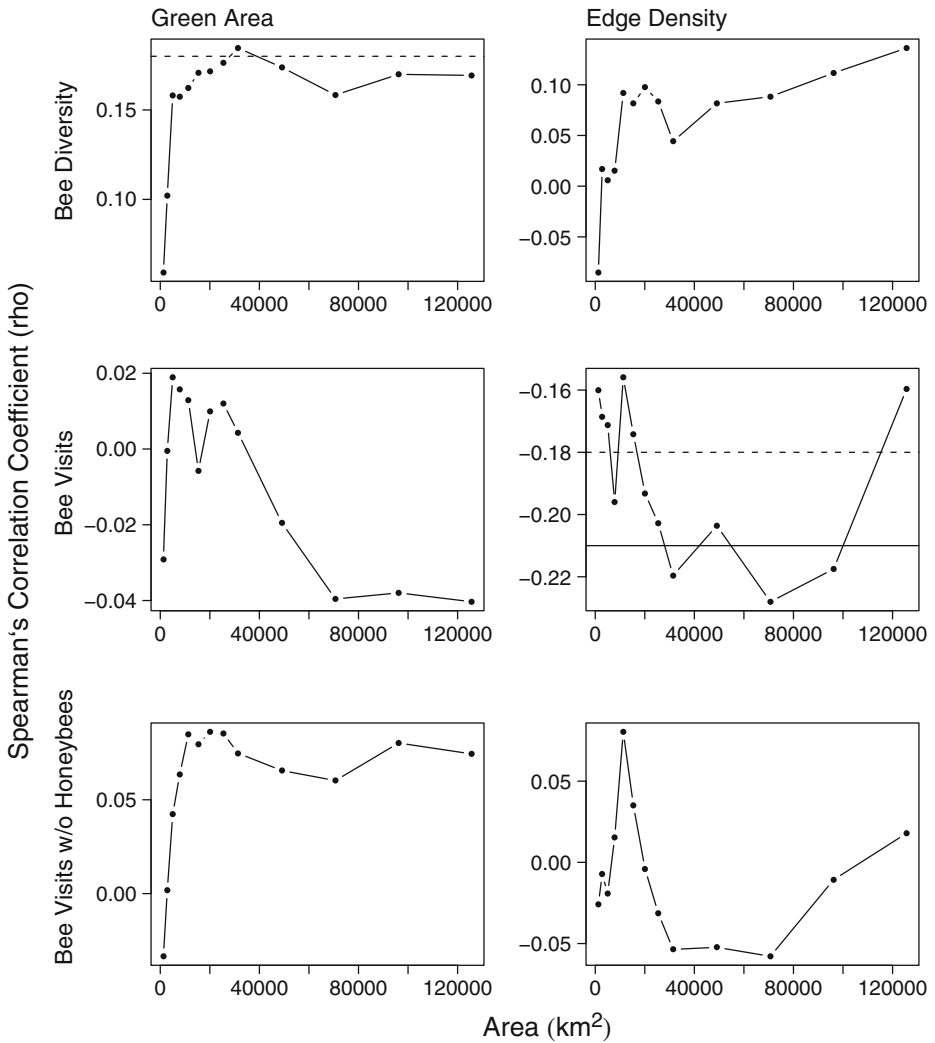 Green Area
Edge Density
Spearman‘s Correlation Coefficient (rho)
Bee Diversity
0.15
0.10
0 40000 80000 120000
0.10
0.05
0.00
−0.05
0 40000 80000 120000
Bee Visits
0.02
0.00
−0.02
−0.04
0 40000 80000 120000
−0.16
−0.18
−0.20
−0.22
0 40000 80000 120000
Bee Visits w/o Honeybees
0.05
0.00
0 40000 80000 120000
0.05
0.00
−0.05
0 40000 80000 120000
Area (km²)